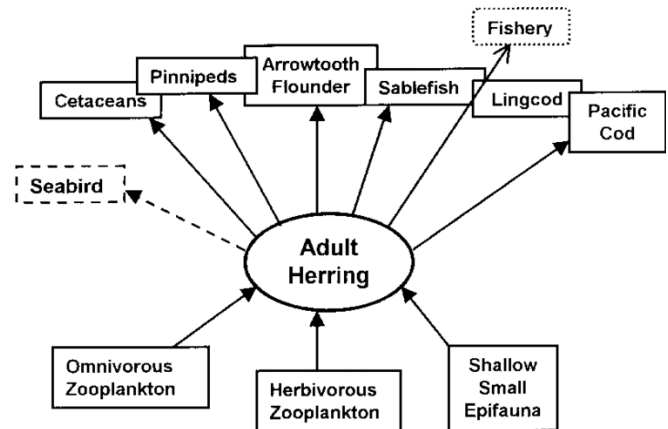 Fishery
Arrowtooth
Flounder
Pinnipeds
Sablefish
Cetaceans
Lingcod
Pacific
Cod
Seabird
Adult
Herring
Omnivorous
Zooplankton
Herbivorous
Zooplankton
Shallow
Small
Epifauna